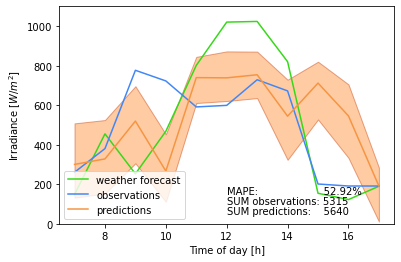 1000
800
600
400
200
0
Irradiance [W/m²]
weather forecast
observations
predictions
MAPE: 52.92%
SUM observations: 5315
SUM predictions: 5640
8 10 12 14 16
Time of day [h]